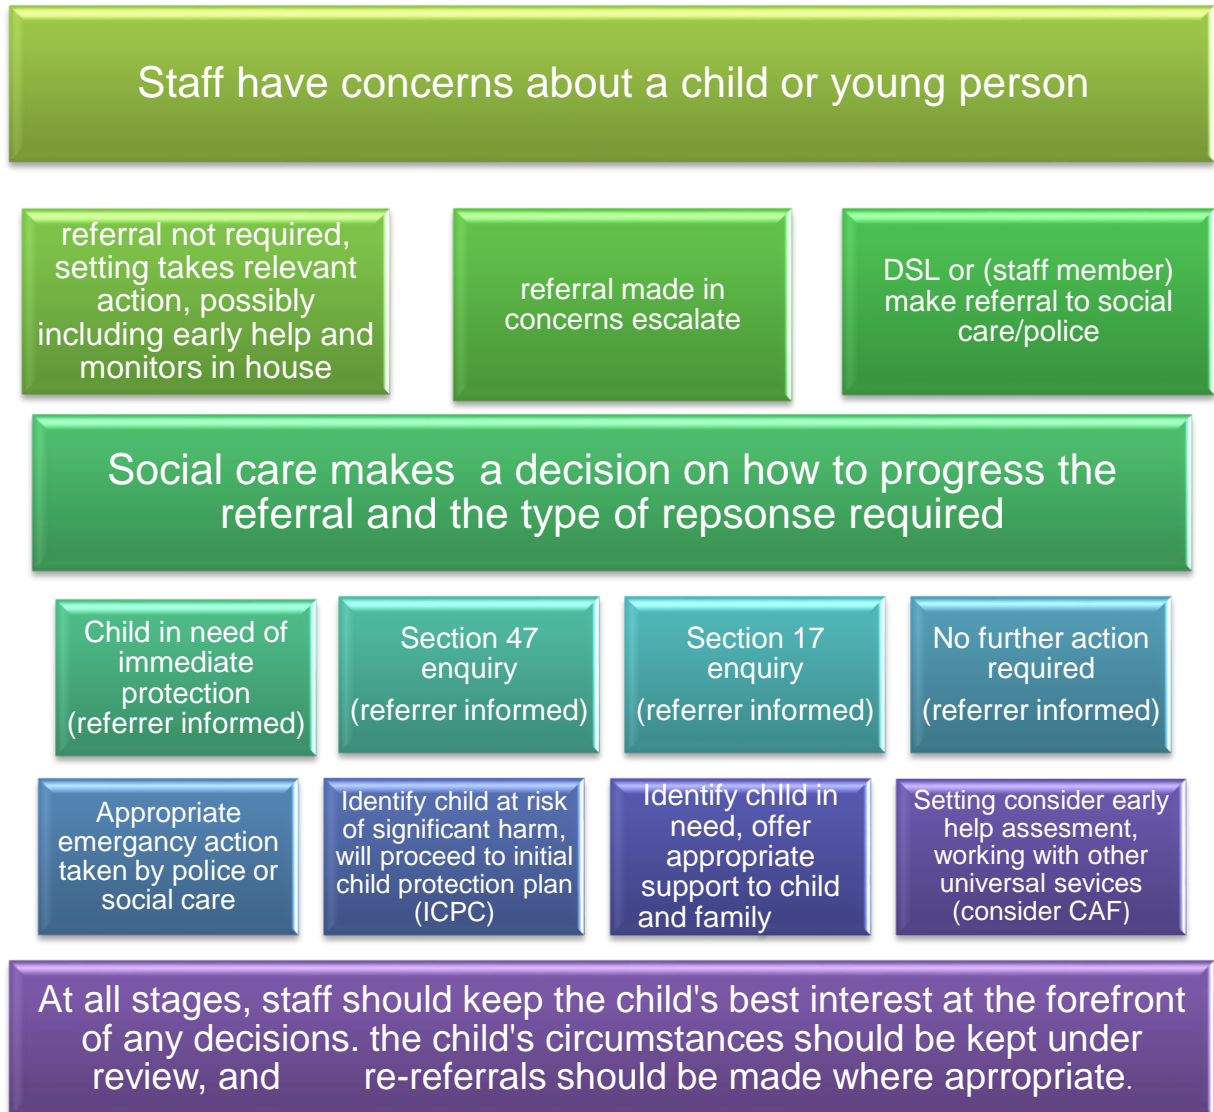 Staff have concerns about a child or young person
referral not required,
setting takes relevant
action, possibly
including early help and
monitors in house
referral made in
concerns escalate
DSL or (staff member)
make referral to social
care/police
Social care makes  a decision on how to progress the
referral and the type of repsonse required
Child in need of
immediate
protection
(referrer informed)
Section 47
enquiry
(referrer informed)
Section 17
enquiry
(referrer informed)
No further action
required
(referrer informed)
Appropriate
emergancy action
taken by police or
social care
Identify child at risk
of significant harm,
will proceed to initial
child protection plan
(ICPC)
Identify chIld in
need, offer
appropriate
support to child
and family
Setting consider early
help assesment,
working with other
universal sevices
(consider CAF)
At all stages, staff should keep the child's best interest at the forefront
of any decisions. the child's circumstances should be kept under
review, and        re-referrals should be made where aprropriate.